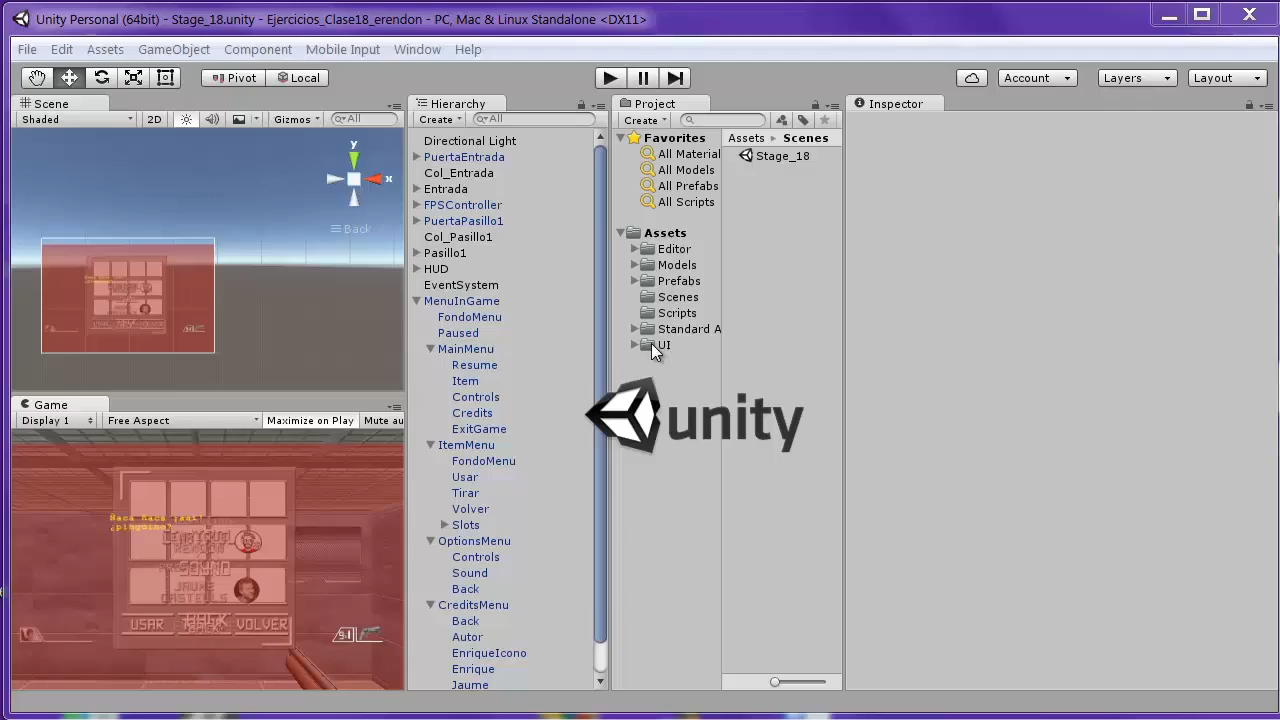 Unity Personal (64bit) - Stage_18.unity - Ejercicios_Clase18_erendon - PC, Mac & Linux Standalone <DX11>
File Edit Assets GameObject Component Mobile Input Window Help
Pivot Local Account Layers Layout
Scene
Shaded 2D Gizmos All
y
x
Back
Game
Display 1 Free Aspect Maximize on Play Mute au
USAR VOLVER
Hierarchy
Create All
Directional Light
PuertaEntrada
Col_Entrada
Entrada
FPSController
PuertaPasillo1
Col_Pasillo1
Pasillo1
HUD
EventSystem
MenuInGame
FondoMenu
Paused
MainMenu
Resume
Item
Controls
Credits
ExitGame
ItemMenu
FondoMenu
Usar
Tirar
Volver
Slots
OptionsMenu
Controls
Sound
Back
CreditsMenu
Back
Autor
EnriqueIcono
Enrique
Jaume
Project
Create
Favorites
All Material
All Models
All Prefabs
All Scripts
Assets
Editor
Models
Prefabs
Scenes
Scripts
Standard A
UI
Assets Scenes
Stage_18
unity
Inspector